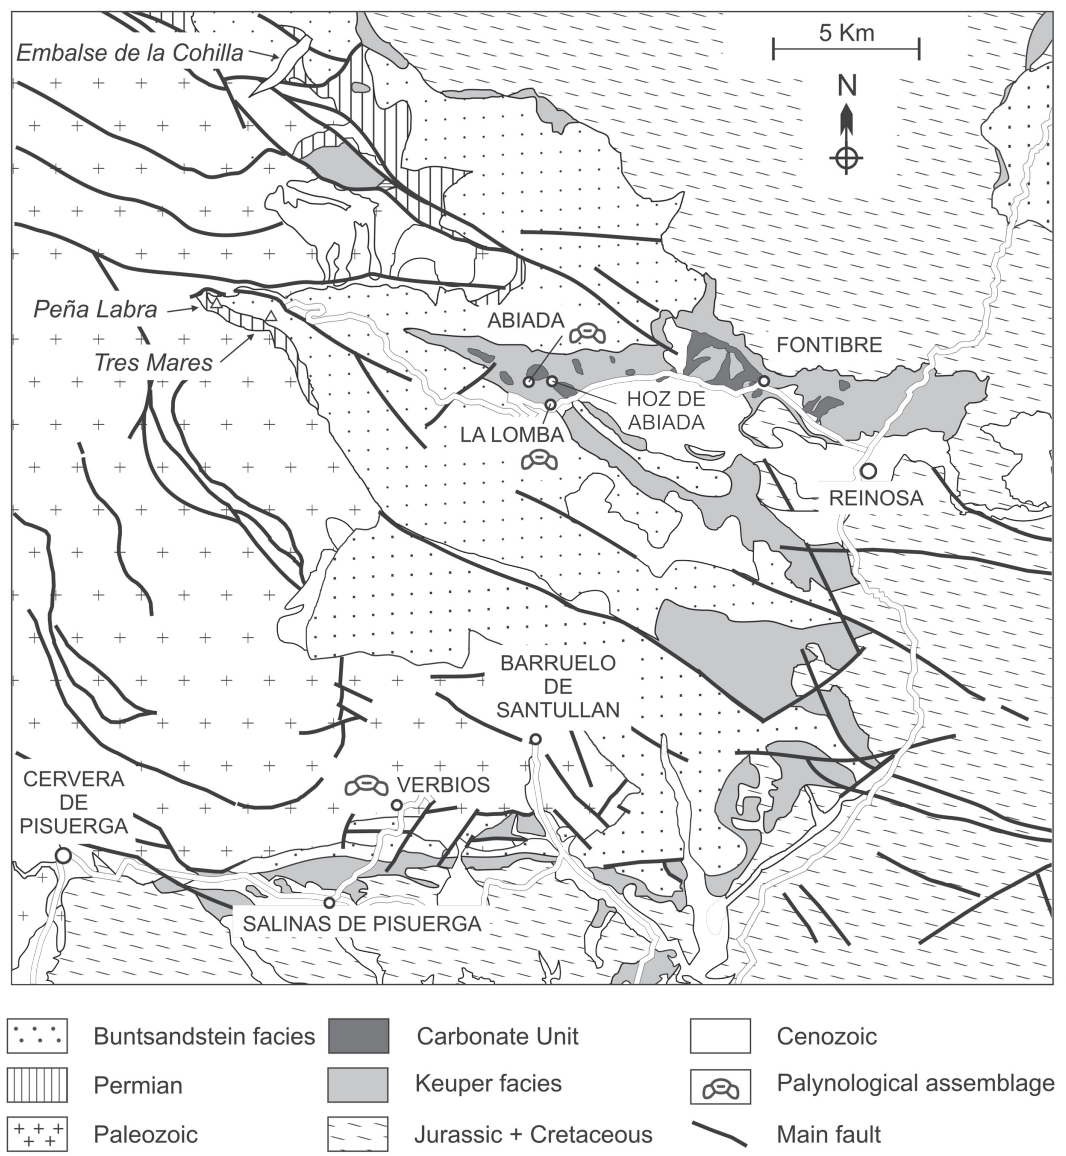 Embalse de la Cohilla
5 Km
N
Peña Labra
Tres Mares
ABIADA
FONTIBRE
HOZ DE
ABIADA
LA LOMBA
REINOSA
BARRUELO
DE
SANTULLAN
CERVERA
DE
PISUERGA
VERBIOS
SALINAS DE PISUERGA
Buntsandstein facies
Carbonate Unit
Cenozoic
Permian
Keuper facies
Palynological assemblage
Paleozoic
Jurassic + Cretaceous
Main fault